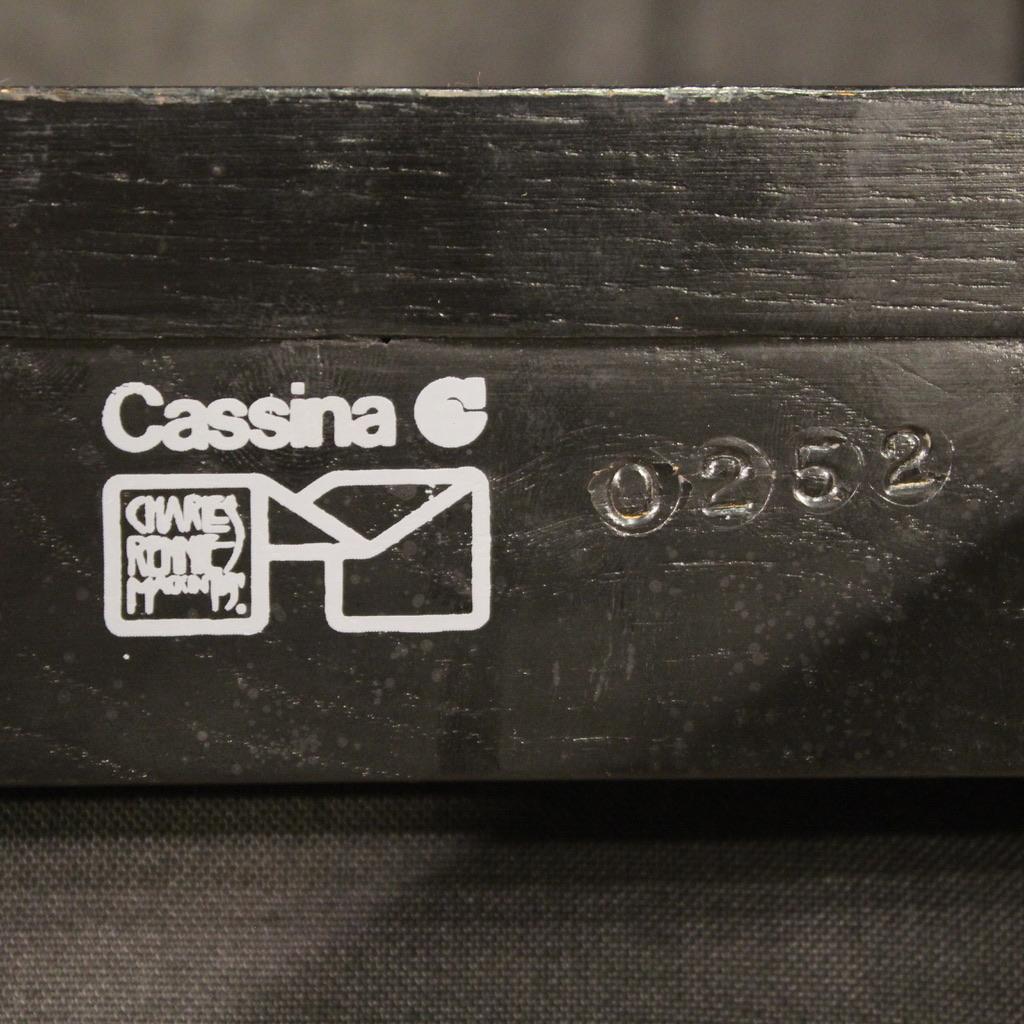 Cassina
CHARLES
RENNIE
MACKINTOSH.
0252